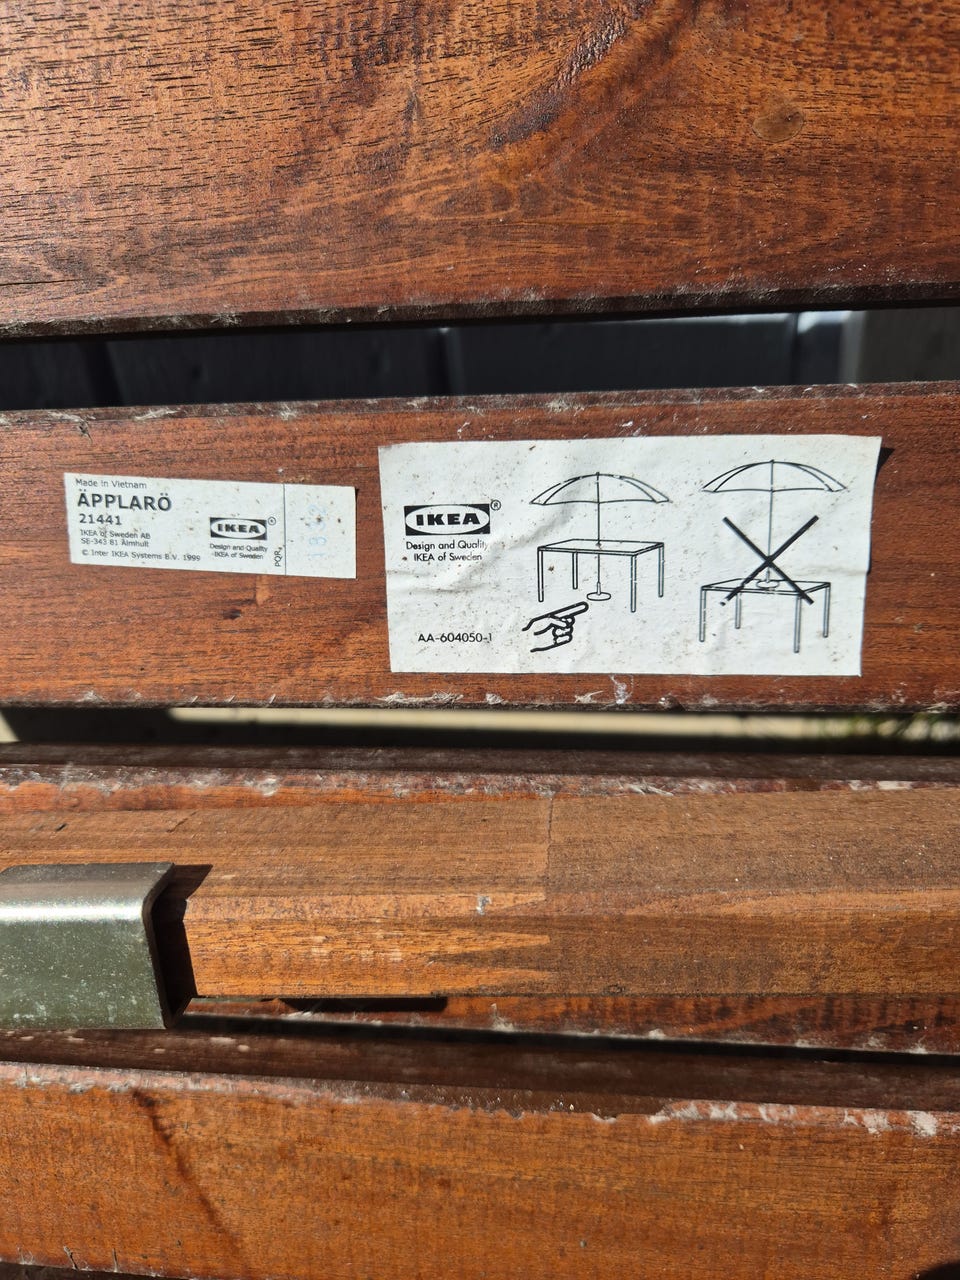 Made in Vietnam
ÄPPLARÖ
21441
IKEA of Sweden AB
SE-343 81 Älmhult
© Inter IKEA Systems B.V. 1999
IKEA®
Design and Quality
IKEA of Sweden
IKEA®
Design and Quality
IKEA of Sweden
AA-604050-1